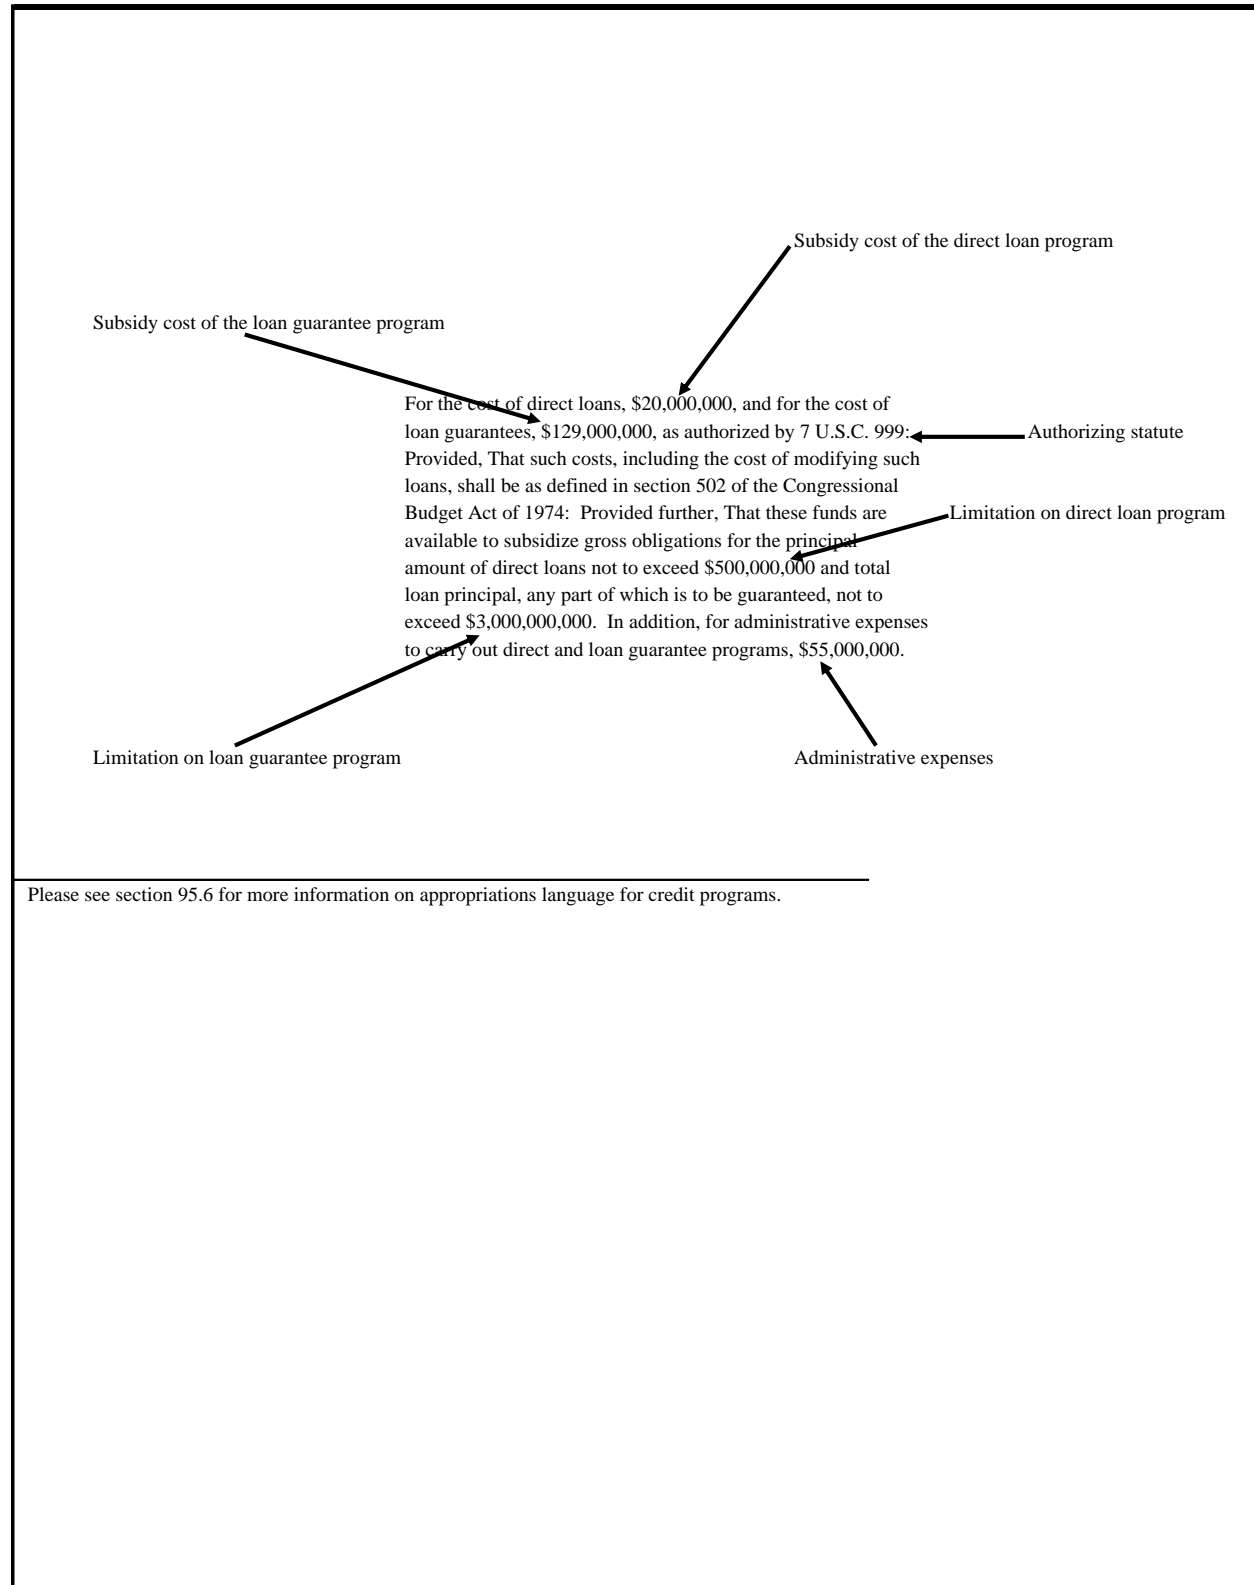 Subsidy cost of the direct loan program
Subsidy cost of the loan guarantee program
For the cost of direct loans, $20,000,000, and for the cost of
loan guarantees, $129,000,000, as authorized by 7 U.S.C. 999:
Authorizing statute
Provided, That such costs, including the cost of modifying such
loans, shall be as defined in section 502 of the Congressional
Budget Act of 1974:  Provided further, That these funds are
Limitation on direct loan program
available to subsidize gross obligations for the principal
amount of direct loans not to exceed $500,000,000 and total
loan principal, any part of which is to be guaranteed, not to
exceed $3,000,000,000.  In addition, for administrative expenses
to carry out direct and loan guarantee programs, $55,000,000.
Limitation on loan guarantee program
Administrative expenses
Please see section 95.6 for more information on appropriations language for credit programs.